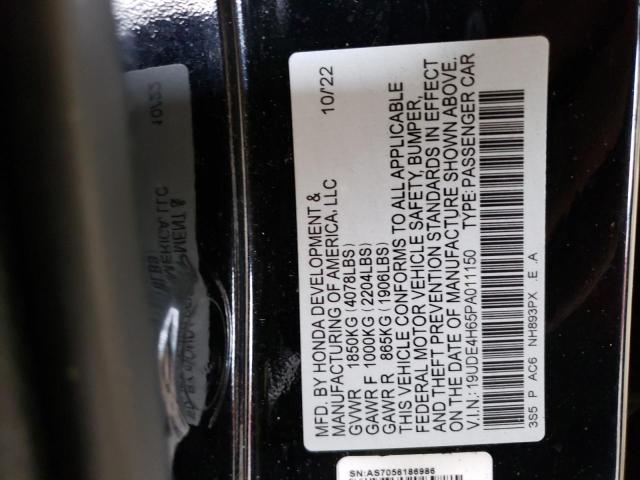 MFD. BY HONDA DEVELOPMENT &
MANUFACTURING OF AMERICA, LLC 10/'22
GVWR 1850KG (4078LBS)
GAWR F 1000KG (2204LBS)
GAWR R 865KG (1906LBS)
THIS VEHICLE CONFORMS TO ALL APPLICABLE
FEDERAL MOTOR VEHICLE SAFETY, BUMPER,
AND THEFT PREVENTION STANDARDS IN EFFECT
ON THE DATE OF MANUFACTURE SHOWN ABOVE.
V.I.N.: 19UDE4H65PA011150 TYPE: PASSENGER CAR
3S5 P AC6 NH893PX .E .A
SN:AS7056186986